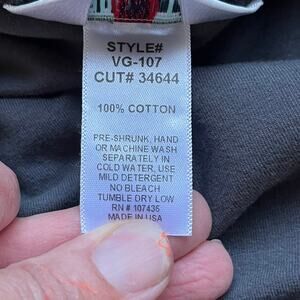 STYLE#
VG-107
CUT# 34644
100% COTTON
PRE-SHRUNK, HAND
OR MACHINE WASH
SEPARATELY IN
COLD WATER, USE
MILD DETERGENT
NO BLEACH
TUMBLE DRY LOW
RN# 107435
MADE IN USA